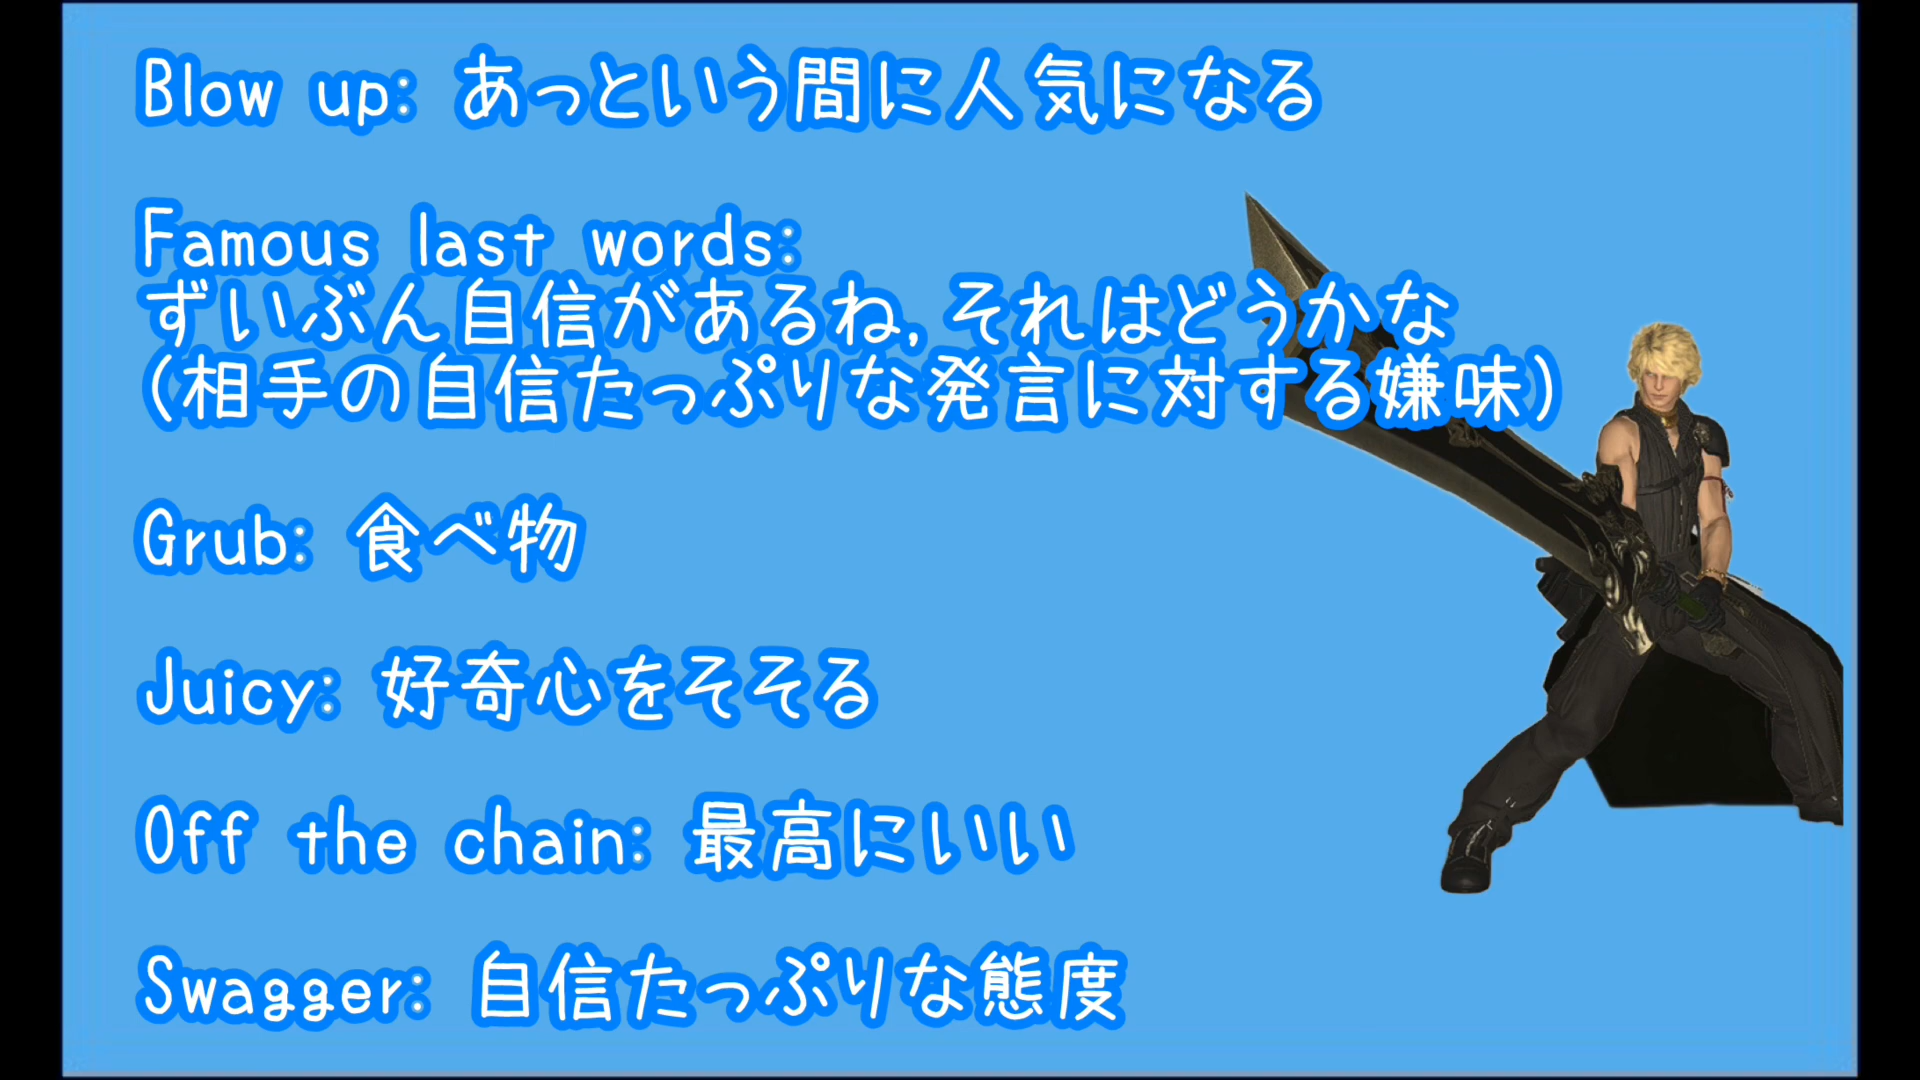 Blow up: あっという間に人気になる
Famous last words:
ずいぶん自信があるね,それはどうかな
(相手の自信たっぷりな発言に対する嫌味)
Grub: 食べ物
Juicy: 好奇心をそそる
Off the chain: 最高にいい
Swagger: 自信たっぷりな態度